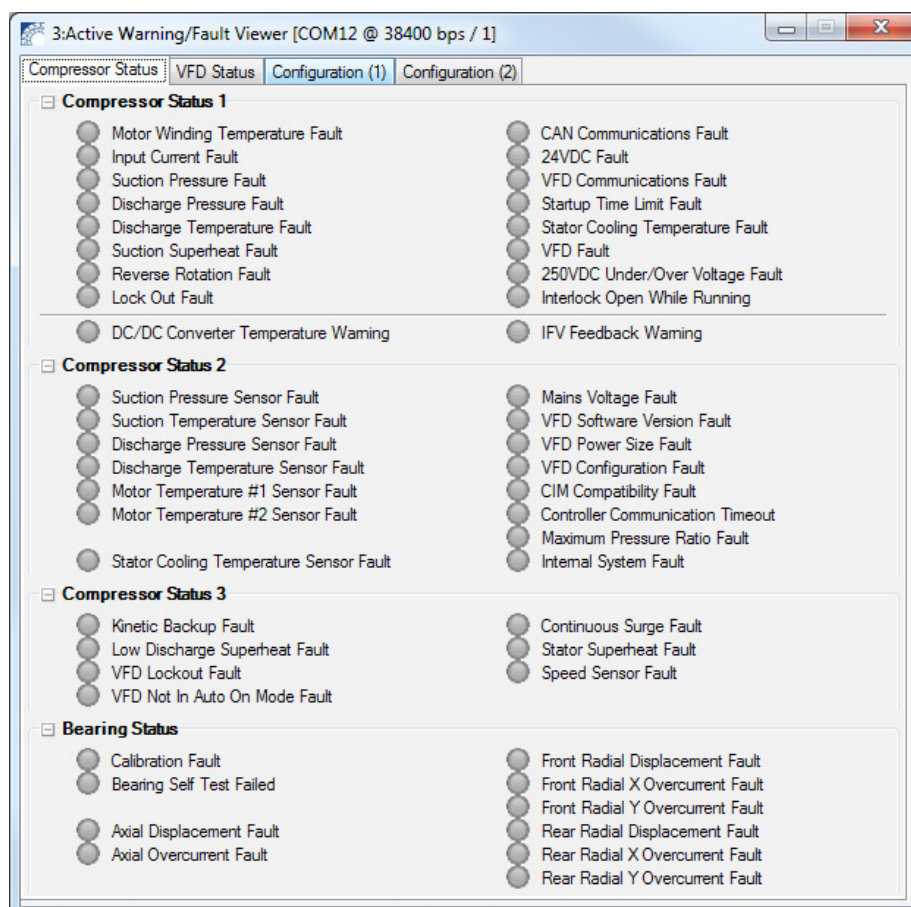 3:Active Warning/Fault Viewer [COM12 @ 38400 bps / 1]
Compressor Status VFD Status Configuration (1) Configuration (2)
Compressor Status 1
Motor Winding Temperature Fault CAN Communications Fault
Input Current Fault 24VDC Fault
Suction Pressure Fault VFD Communications Fault
Discharge Pressure Fault Startup Time Limit Fault
Discharge Temperature Fault Stator Cooling Temperature Fault
Suction Superheat Fault VFD Fault
Reverse Rotation Fault 250VDC Under/Over Voltage Fault
Lock Out Fault Interlock Open While Running
DC/DC Converter Temperature Warning IFV Feedback Warning
Compressor Status 2
Suction Pressure Sensor Fault Mains Voltage Fault
Suction Temperature Sensor Fault VFD Software Version Fault
Discharge Pressure Sensor Fault VFD Power Size Fault
Discharge Temperature Sensor Fault VFD Configuration Fault
Motor Temperature #1 Sensor Fault CIM Compatibility Fault
Motor Temperature #2 Sensor Fault Controller Communication Timeout
Maximum Pressure Ratio Fault
Stator Cooling Temperature Sensor Fault Internal System Fault
Compressor Status 3
Kinetic Backup Fault Continuous Surge Fault
Low Discharge Superheat Fault Stator Superheat Fault
VFD Lockout Fault Speed Sensor Fault
VFD Not In Auto On Mode Fault
Bearing Status
Calibration Fault Front Radial Displacement Fault
Bearing Self Test Failed Front Radial X Overcurrent Fault
Front Radial Y Overcurrent Fault
Axial Displacement Fault Rear Radial Displacement Fault
Axial Overcurrent Fault Rear Radial X Overcurrent Fault
Rear Radial Y Overcurrent Fault